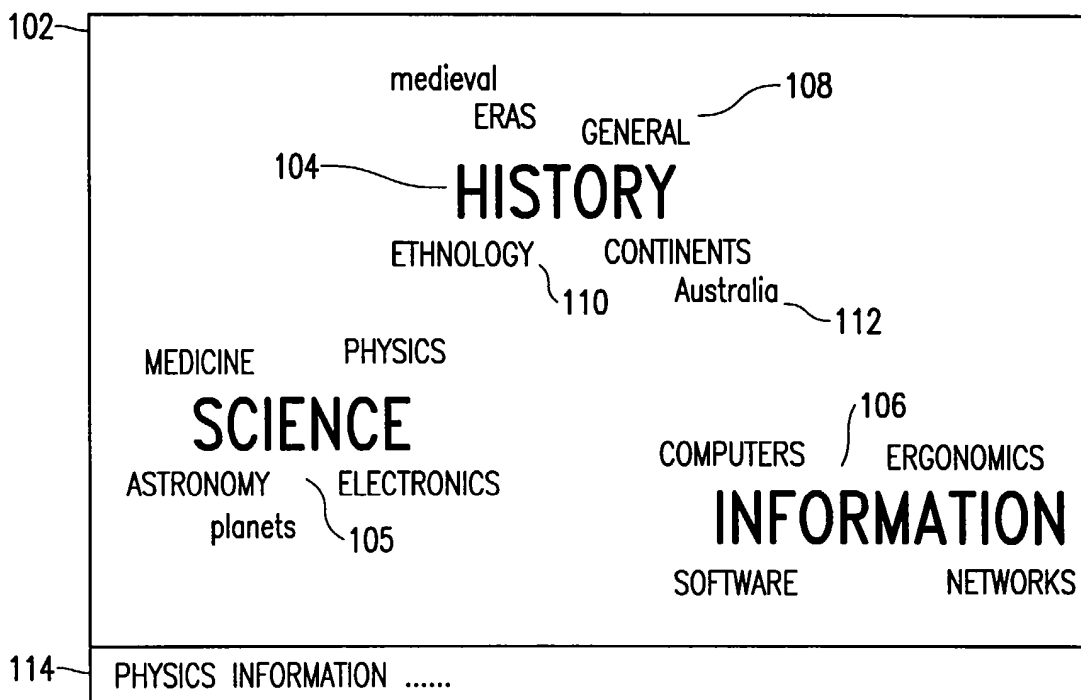 102
medieval
108
ERAS
GENERAL
104
HISTORY
ETHNOLOGY
CONTINENTS
Australia
110
112
MEDICINE
PHYSICS
SCIENCE
106
COMPUTERS
ERGONOMICS
ASTRONOMY
ELECTRONICS
planets
105
INFORMATION
SOFTWARE
NETWORKS
114
PHYSICS INFORMATION ......